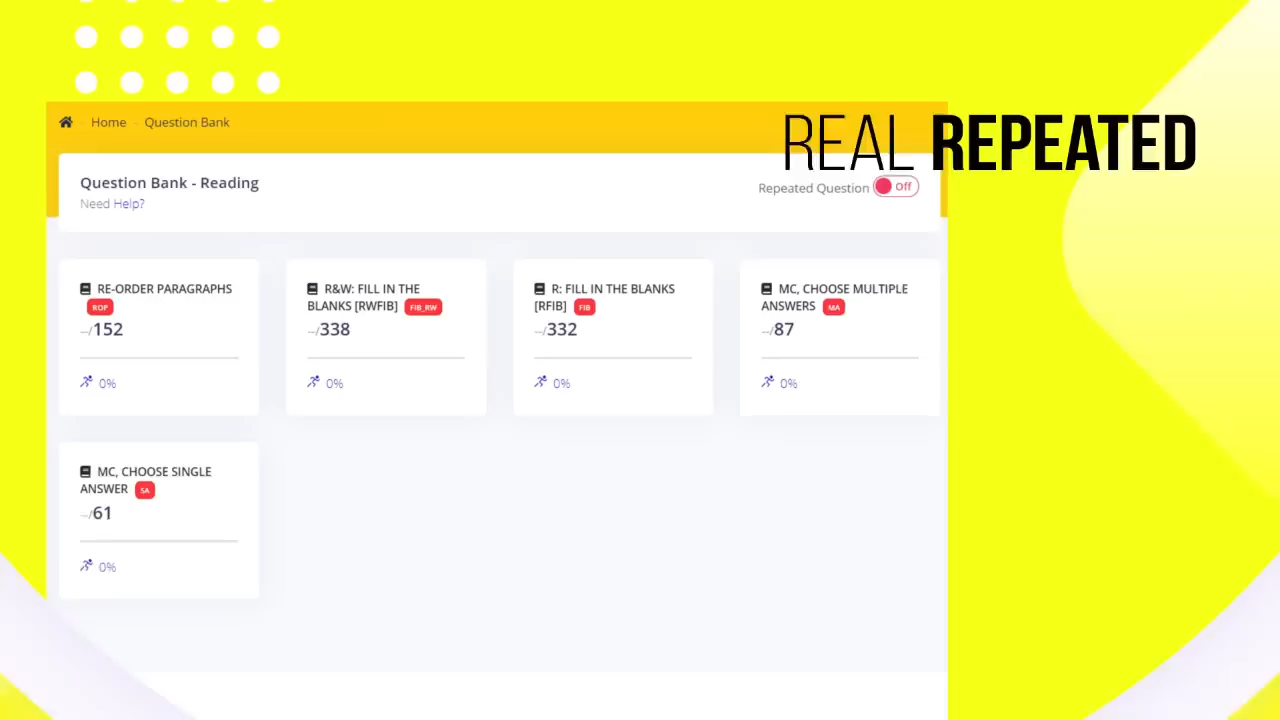 Home - Question Bank
REAL REPEATED
Question Bank - Reading
Repeated Question Off
Need Help?
RE-ORDER PARAGRAPHS
ROP
--/152
0%
R&W: FILL IN THE
BLANKS [RWFIB] FIB_RW
--/338
0%
R: FILL IN THE BLANKS
[RFIB] FIB
--/332
0%
MC, CHOOSE MULTIPLE
ANSWERS MA
--/87
0%
MC, CHOOSE SINGLE
ANSWER SA
--/61
0%